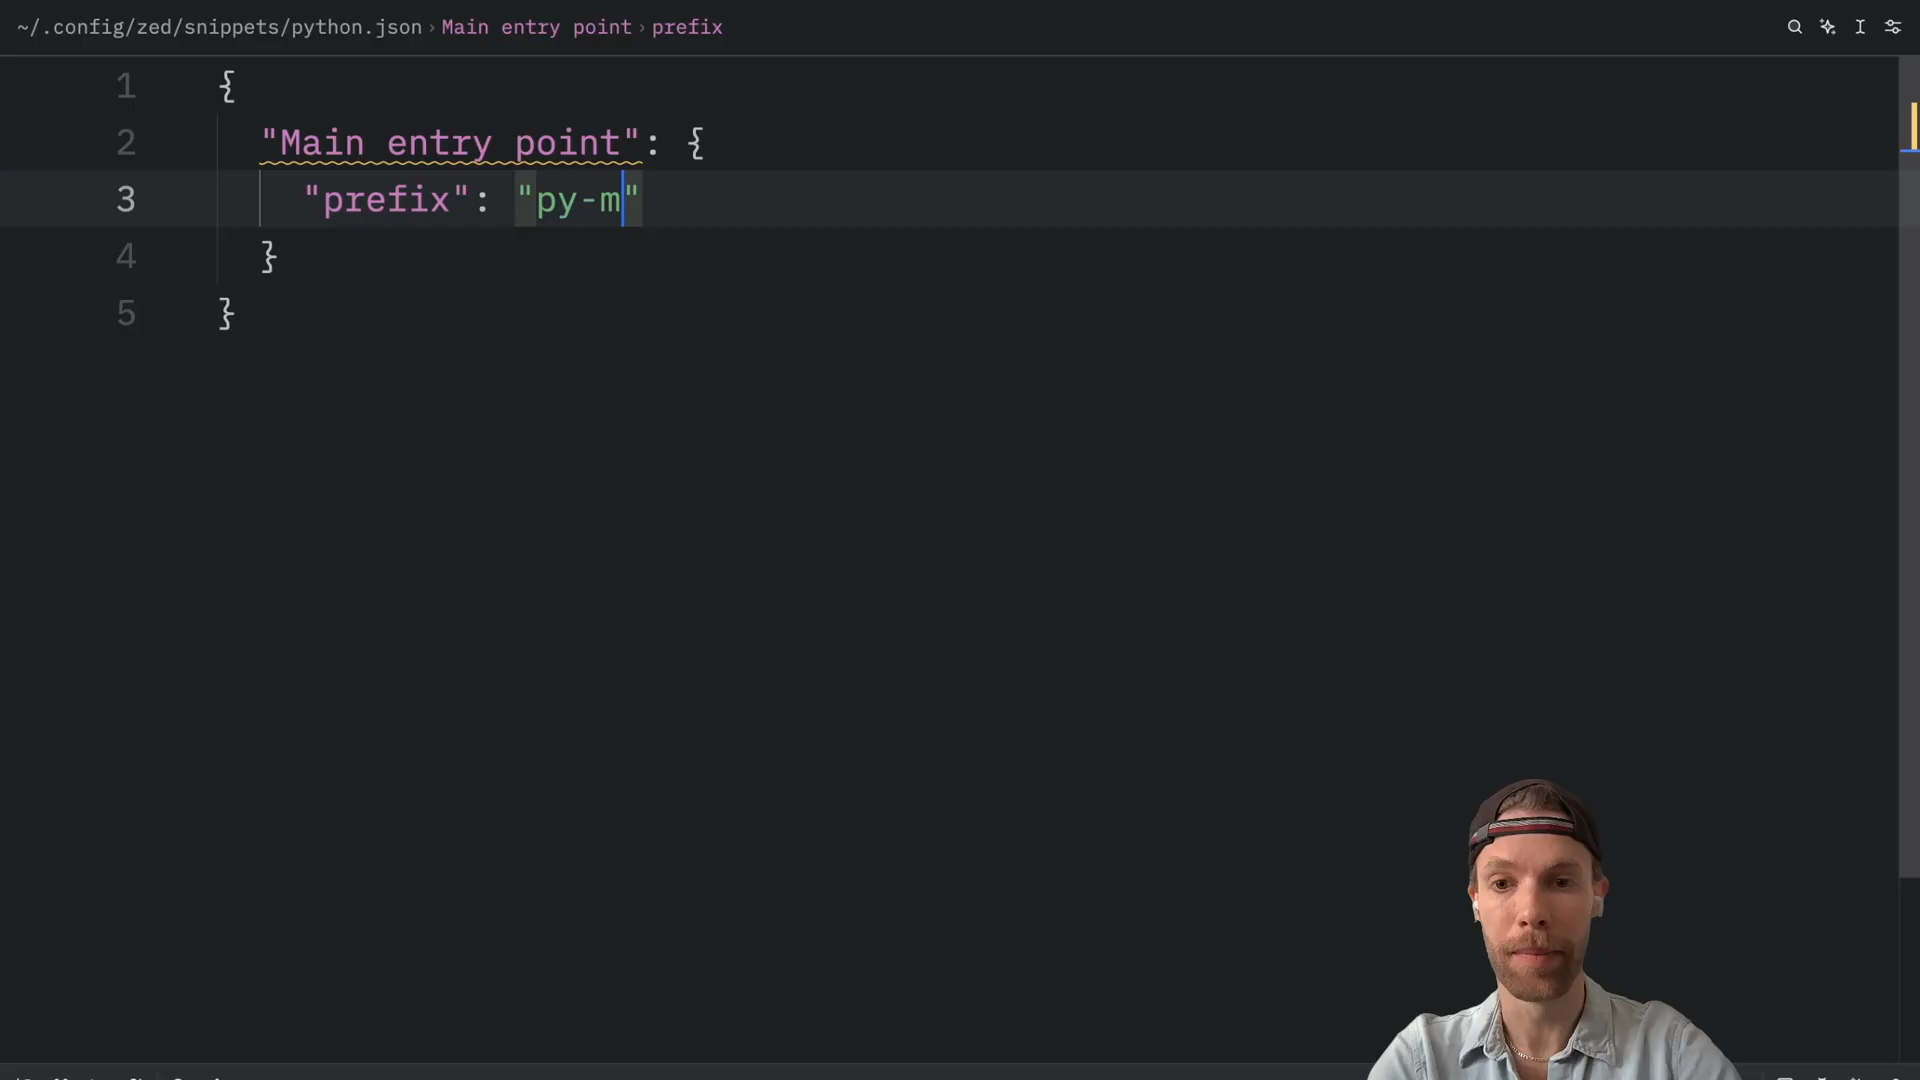 ~/.config/zed/snippets/python.json › Main entry point › prefix
1 {
2 "Main entry point": {
3 "prefix": "py-m"
4 }
5 }